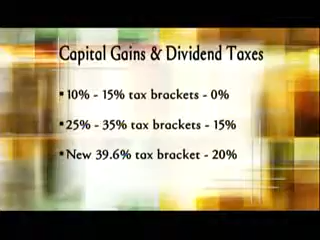 Capital Gains & Dividend Taxes
• 10% - 15% tax brackets - 0%
• 25% - 35% tax brackets - 15%
• New 39.6% tax bracket - 20%